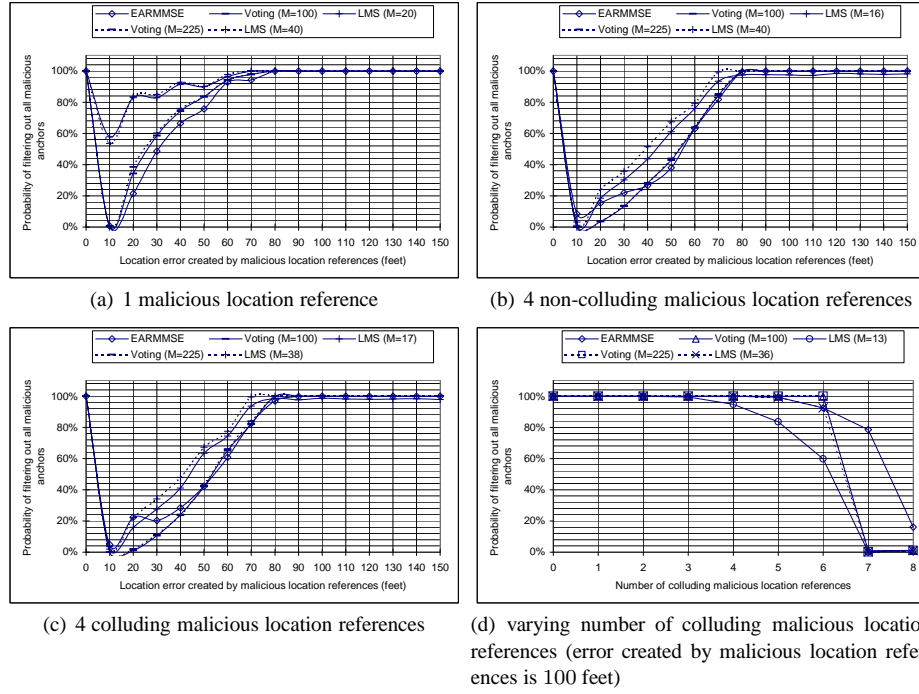 EARMMSE Voting (M=100) LMS (M=20)
Voting (M=225) LMS (M=40)
Probability of filtering out all malicious
anchors
100%
80%
60%
40%
20%
0%
0 10 20 30 40 50 60 70 80 90 100 110 120 130 140 150
Location error created by malicious location references (feet)
(a) 1 malicious location reference
EARMMSE Voting (M=100) LMS (M=16)
Voting (M=225) LMS (M=40)
Probability of filtering out all malicious
anchors
100%
80%
60%
40%
20%
0%
0 10 20 30 40 50 60 70 80 90 100 110 120 130 140 150
Location error created by malicious location references (feet)
(b) 4 non-colluding malicious location references
EARMMSE Voting (M=100) LMS (M=17)
Voting (M=225) LMS (M=38)
Probability of filtering out all malicious
anchors
100%
80%
60%
40%
20%
0%
0 10 20 30 40 50 60 70 80 90 100 110 120 130 140 150
Location error created by malicious location references (feet)
(c) 4 colluding malicious location references
EARMMSE Voting (M=100) LMS (M=13)
Voting (M=225) LMS (M=36)
Probability of filtering out all malicious
anchors
100%
80%
60%
40%
20%
0%
0 1 2 3 4 5 6 7 8
Number of colluding malicious location references
(d) varying number of colluding malicious locatio
references (error created by malicious location refe
ences is 100 feet)